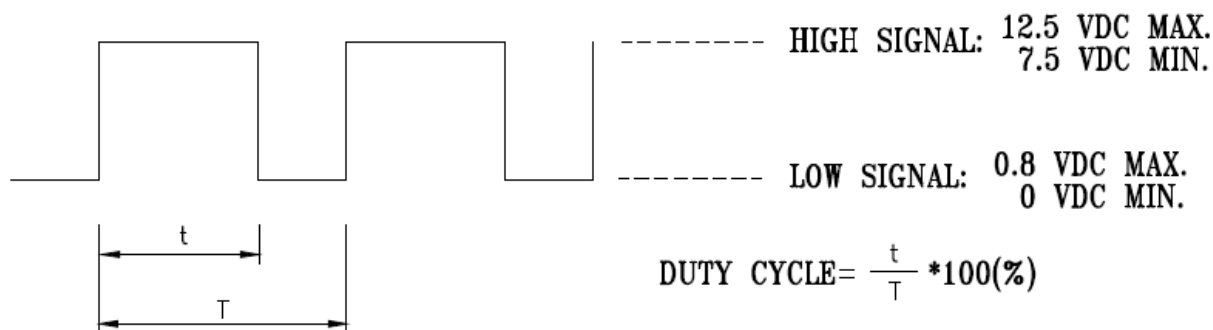 HIGH SIGNAL: 12.5 VDC MAX.
7.5 VDC MIN.
LOW SIGNAL: 0.8 VDC MAX.
0 VDC MIN.
t
T
DUTY CYCLE= t/T *100(%)